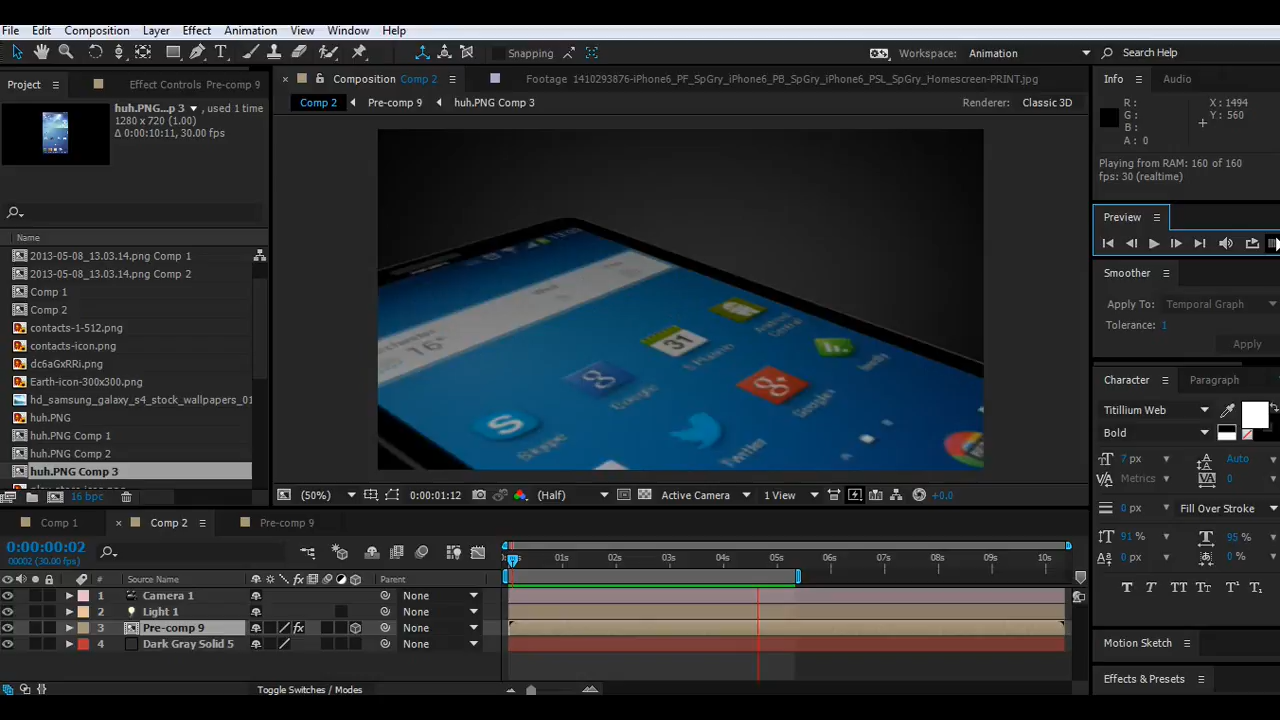 File Edit Composition Layer Effect Animation View Window Help
Snapping
Workspace: Animation
Search Help
Project
Effect Controls Pre-comp 9
huh.PNG...p 3 , used 1 time
1280 x 720 (1.00)
Δ 0:00:10:11, 30.00 fps
Name
2013-05-08_13.03.14.png Comp 1
2013-05-08_13.03.14.png Comp 2
Comp 1
Comp 2
contacts-1-512.png
contacts-icon.png
dc6aGxRRi.png
Earth-icon-300x300.png
hd_samsung_galaxy_s4_stock_wallpapers_01
huh.PNG
huh.PNG Comp 1
huh.PNG Comp 2
huh.PNG Comp 3
16 bpc
Composition Comp 2
Footage 1410293876-iPhone6_PF_SpGry_iPhone6_PB_SpGry_iPhone6_PSL_SpGry_Homescreen-PRINT.jpg
Comp 2 Pre-comp 9 huh.PNG Comp 3
Renderer: Classic 3D
16°
31
Google
Skype
Twitter
Google+
Feedly
(50%)
0:00:01:12
(Half)
Active Camera
1 View
+0.0
Info Audio
R :
G :
B :
A : 0
X : 1494
Y : 560
Playing from RAM: 160 of 160
fps: 30 (realtime)
Preview
Smoother
Apply To: Temporal Graph
Tolerance: 1
Apply
Character Paragraph
Titillium Web
Bold
7 px
Auto
Metrics
0
0 px
Fill Over Stroke
91 %
95 %
0 px
0 %
T T TT Tт T¹ T₁
Motion Sketch
Effects & Presets
Comp 1 Comp 2 Pre-comp 9
0:00:00:02
00002 (30.00 fps)
01s 02s 03s 04s 05s 06s 07s 08s 09s 10s
# Source Name Parent
1 Camera 1 None
2 Light 1 None
3 Pre-comp 9 None
4 Dark Gray Solid 5 None
Toggle Switches / Modes